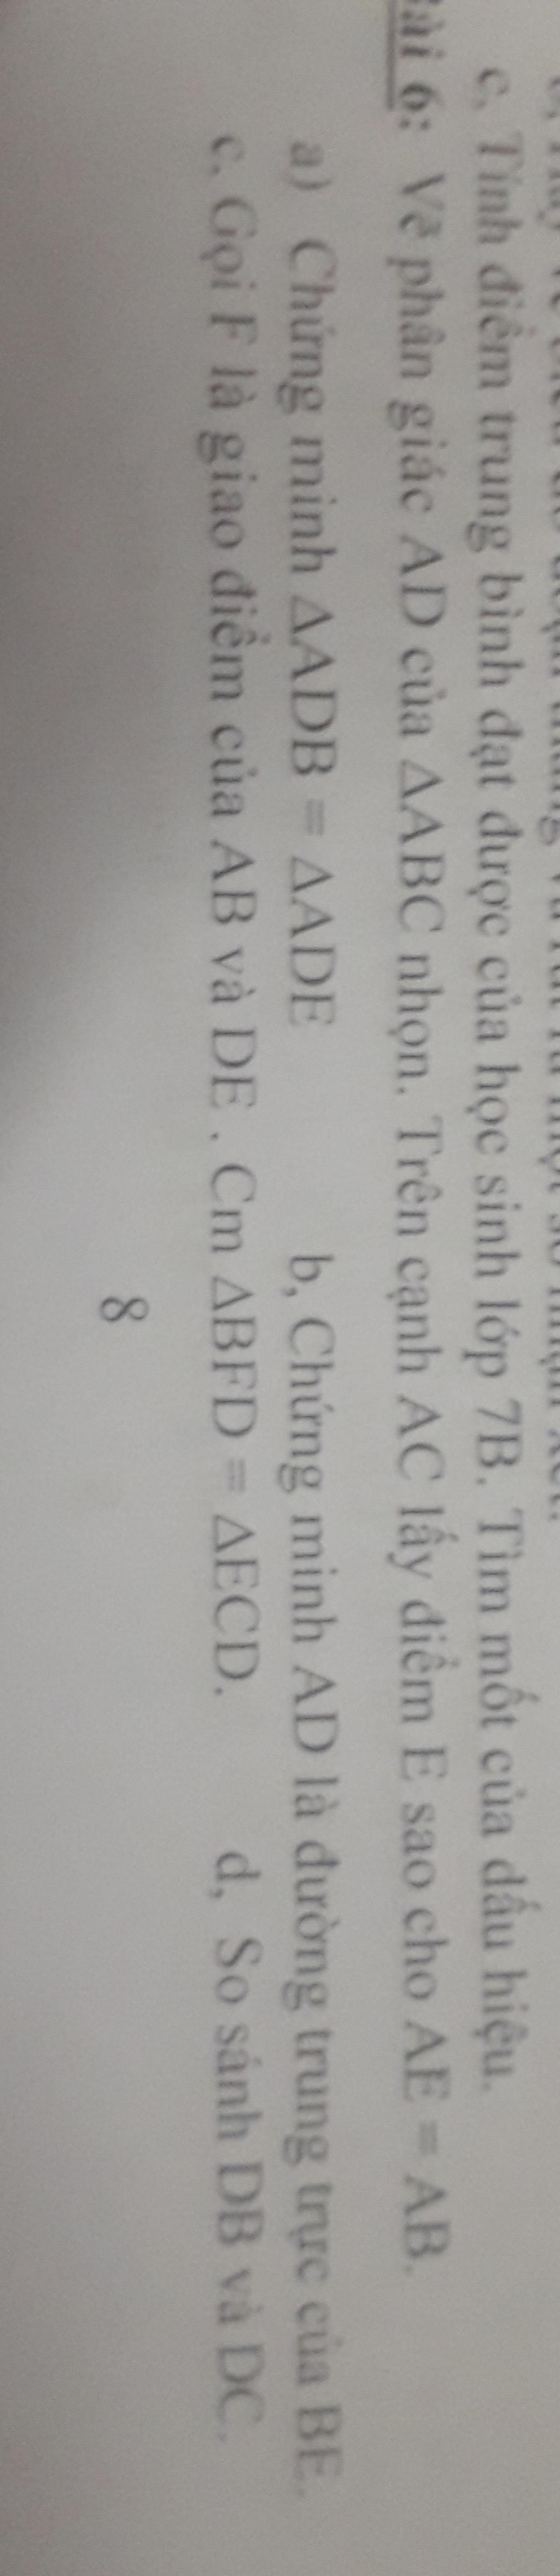 c, Tính điểm trung bình đạt được của học sinh lớp 7B. Tìm mốt của dấu hiệu.
ài 6: Vẽ phân giác AD của ΔABC nhọn. Trên cạnh AC lấy điểm E sao cho AE = AB.
a) Chứng minh ΔADB = ΔADE b, Chứng minh AD là đường trung trực của BE.
c. Gọi F là giao điểm của AB và DE . Cm ΔBFD = ΔECD. d, So sánh DB và DC.
8